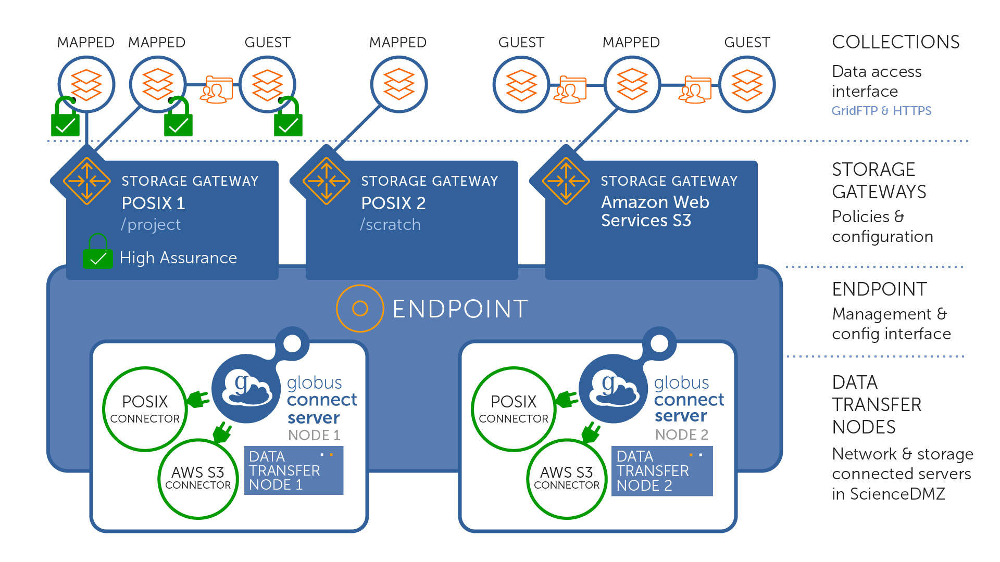 MAPPED MAPPED GUEST MAPPED GUEST MAPPED GUEST
COLLECTIONS
Data access
interface
GridFTP & HTTPS
STORAGE GATEWAY
POSIX 1
/project
High Assurance
STORAGE GATEWAY
POSIX 2
/scratch
STORAGE GATEWAY
Amazon Web
Services S3
STORAGE
GATEWAYS
Policies &
configuration
ENDPOINT
ENDPOINT
Management &
config interface
POSIX
CONNECTOR
AWS S3
CONNECTOR
g
globus
connect
server
NODE 1
DATA
TRANSFER
NODE 1
POSIX
CONNECTOR
AWS S3
CONNECTOR
g
globus
connect
server
NODE 2
DATA
TRANSFER
NODE 2
DATA
TRANSFER
NODES
Network & storage
connected servers
in ScienceDMZ